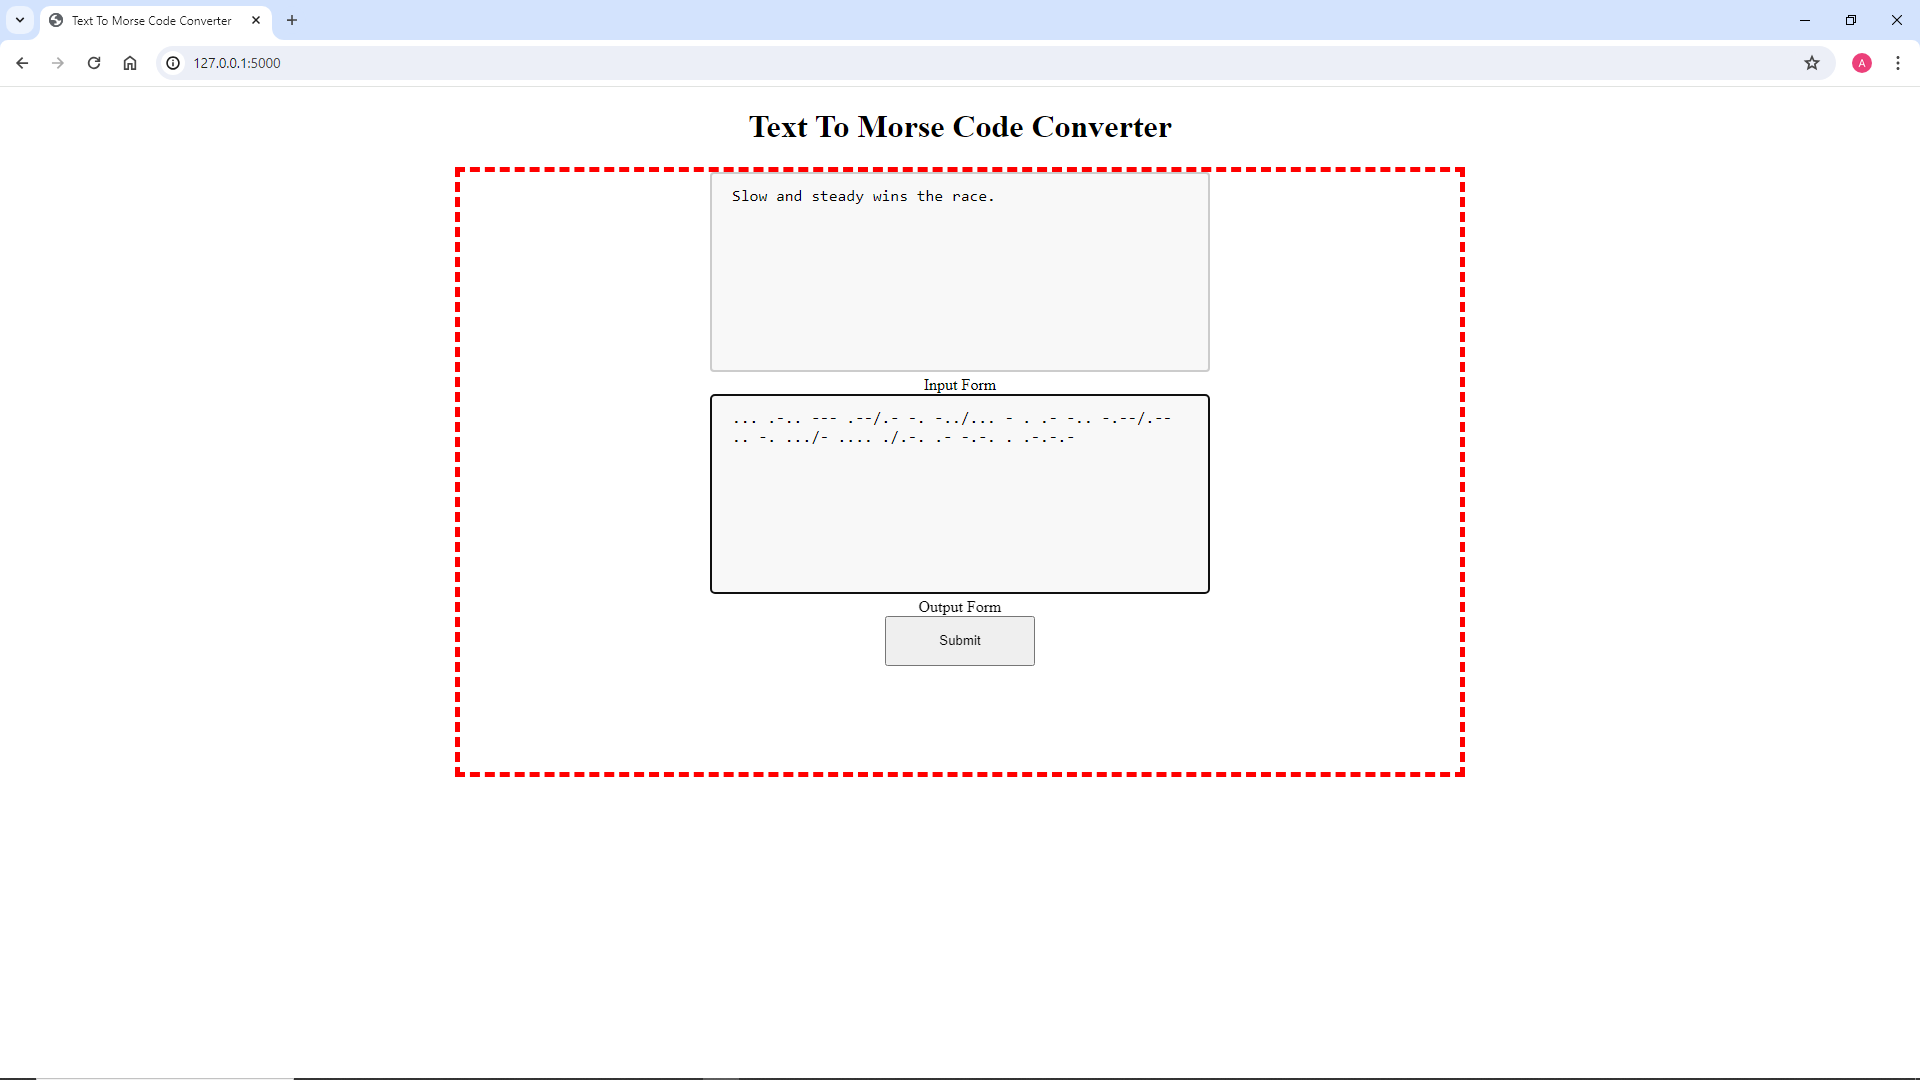 Text To Morse Code Converter
127.0.0.1:5000
A
Text To Morse Code Converter
Slow and steady wins the race.
Input Form
... .-.. --- .--/.- -. -../... - . .- -.. -.--/.--
.. -. .../- .... ./.-. .- -.-. . .-.-.-
Output Form
Submit